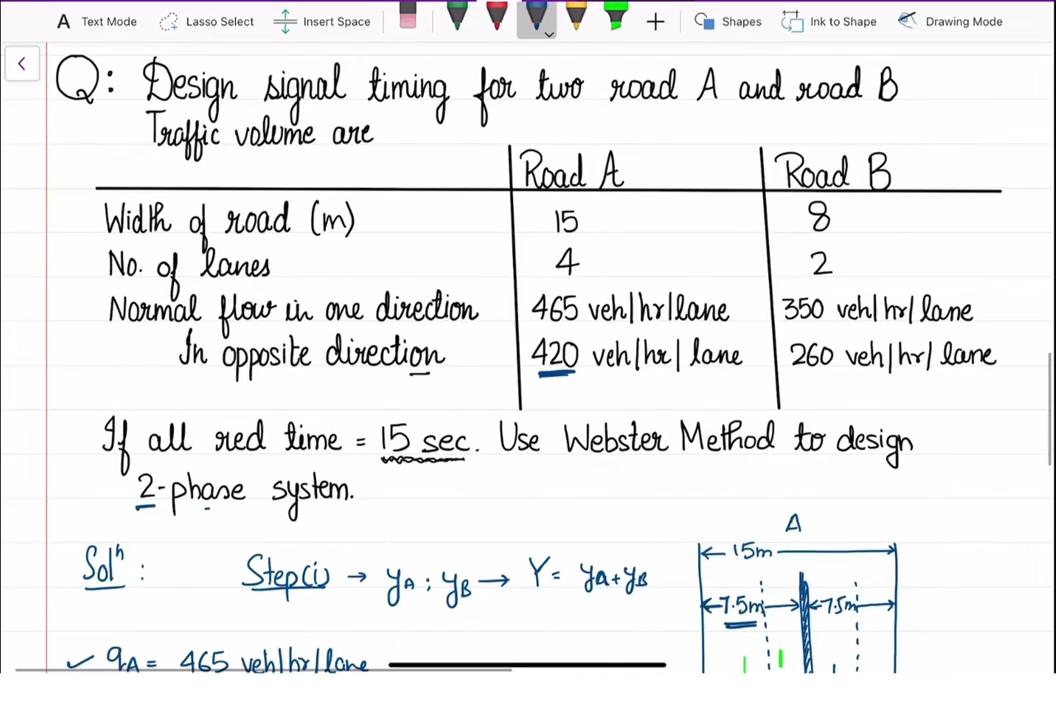 A Text Mode Lasso Select Insert Space Shapes Ink to Shape Drawing Mode
Q: Design signal timing for two road A and road B
Traffic volume are
Road A Road B
Width of road (m) 15 8
No. of lanes 4 2
Normal flow in one direction 465 veh/hr/lane 350 veh/hr/lane
In opposite direction 420 veh/hr/lane 260 veh/hr/lane
If all red time = 15 sec. Use Webster Method to design
2-phase system.
A
15m
Solⁿ: Step(i) → yA ; yB → Y = yA + yB
7.5m 7.5m
✓ qA = 465 veh/hr/lane